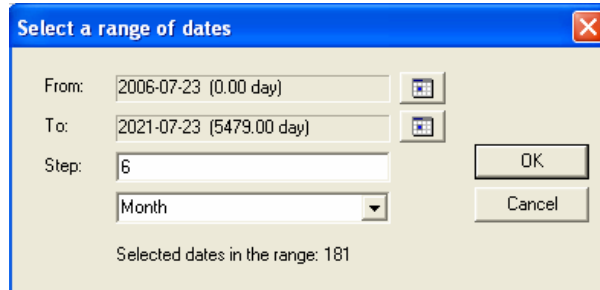 Select a range of dates
From: 2006-07-23 (0.00 day)
To: 2021-07-23 (5479.00 day)
Step: 6
OK
Month
Cancel
Selected dates in the range: 181